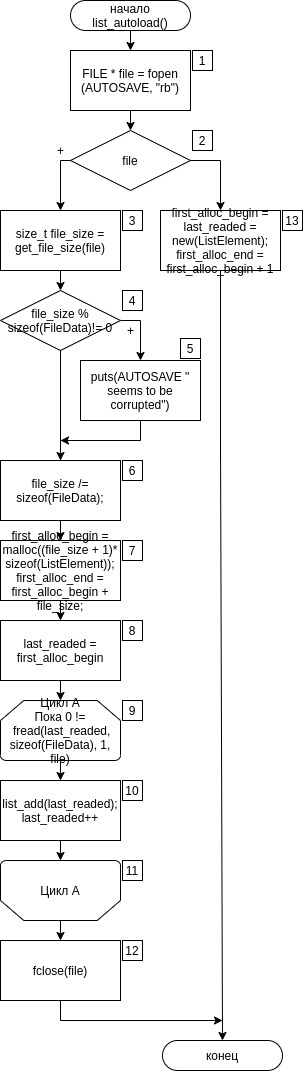 начало
list_autoload()
1
FILE * file = fopen
(AUTOSAVE, "rb")
2
+
file
3
size_t file_size =
get_file_size(file)
13
first_alloc_begin =
last_readed =
new(ListElement);
first_alloc_end =
first_alloc_begin + 1
4
file_size %
sizeof(FileData)!= 0
+
5
puts(AUTOSAVE "
seems to be
corrupted")
6
file_size /=
sizeof(FileData);
7
first_alloc_begin =
malloc((file_size + 1)*
sizeof(ListElement));
first_alloc_end =
first_alloc_begin +
file_size;
8
last_readed =
first_alloc_begin
9
Цикл А
Пока 0 !=
fread(last_readed,
sizeof(FileData), 1,
file)
10
list_add(last_readed);
last_readed++
11
Цикл А
12
fclose(file)
конец